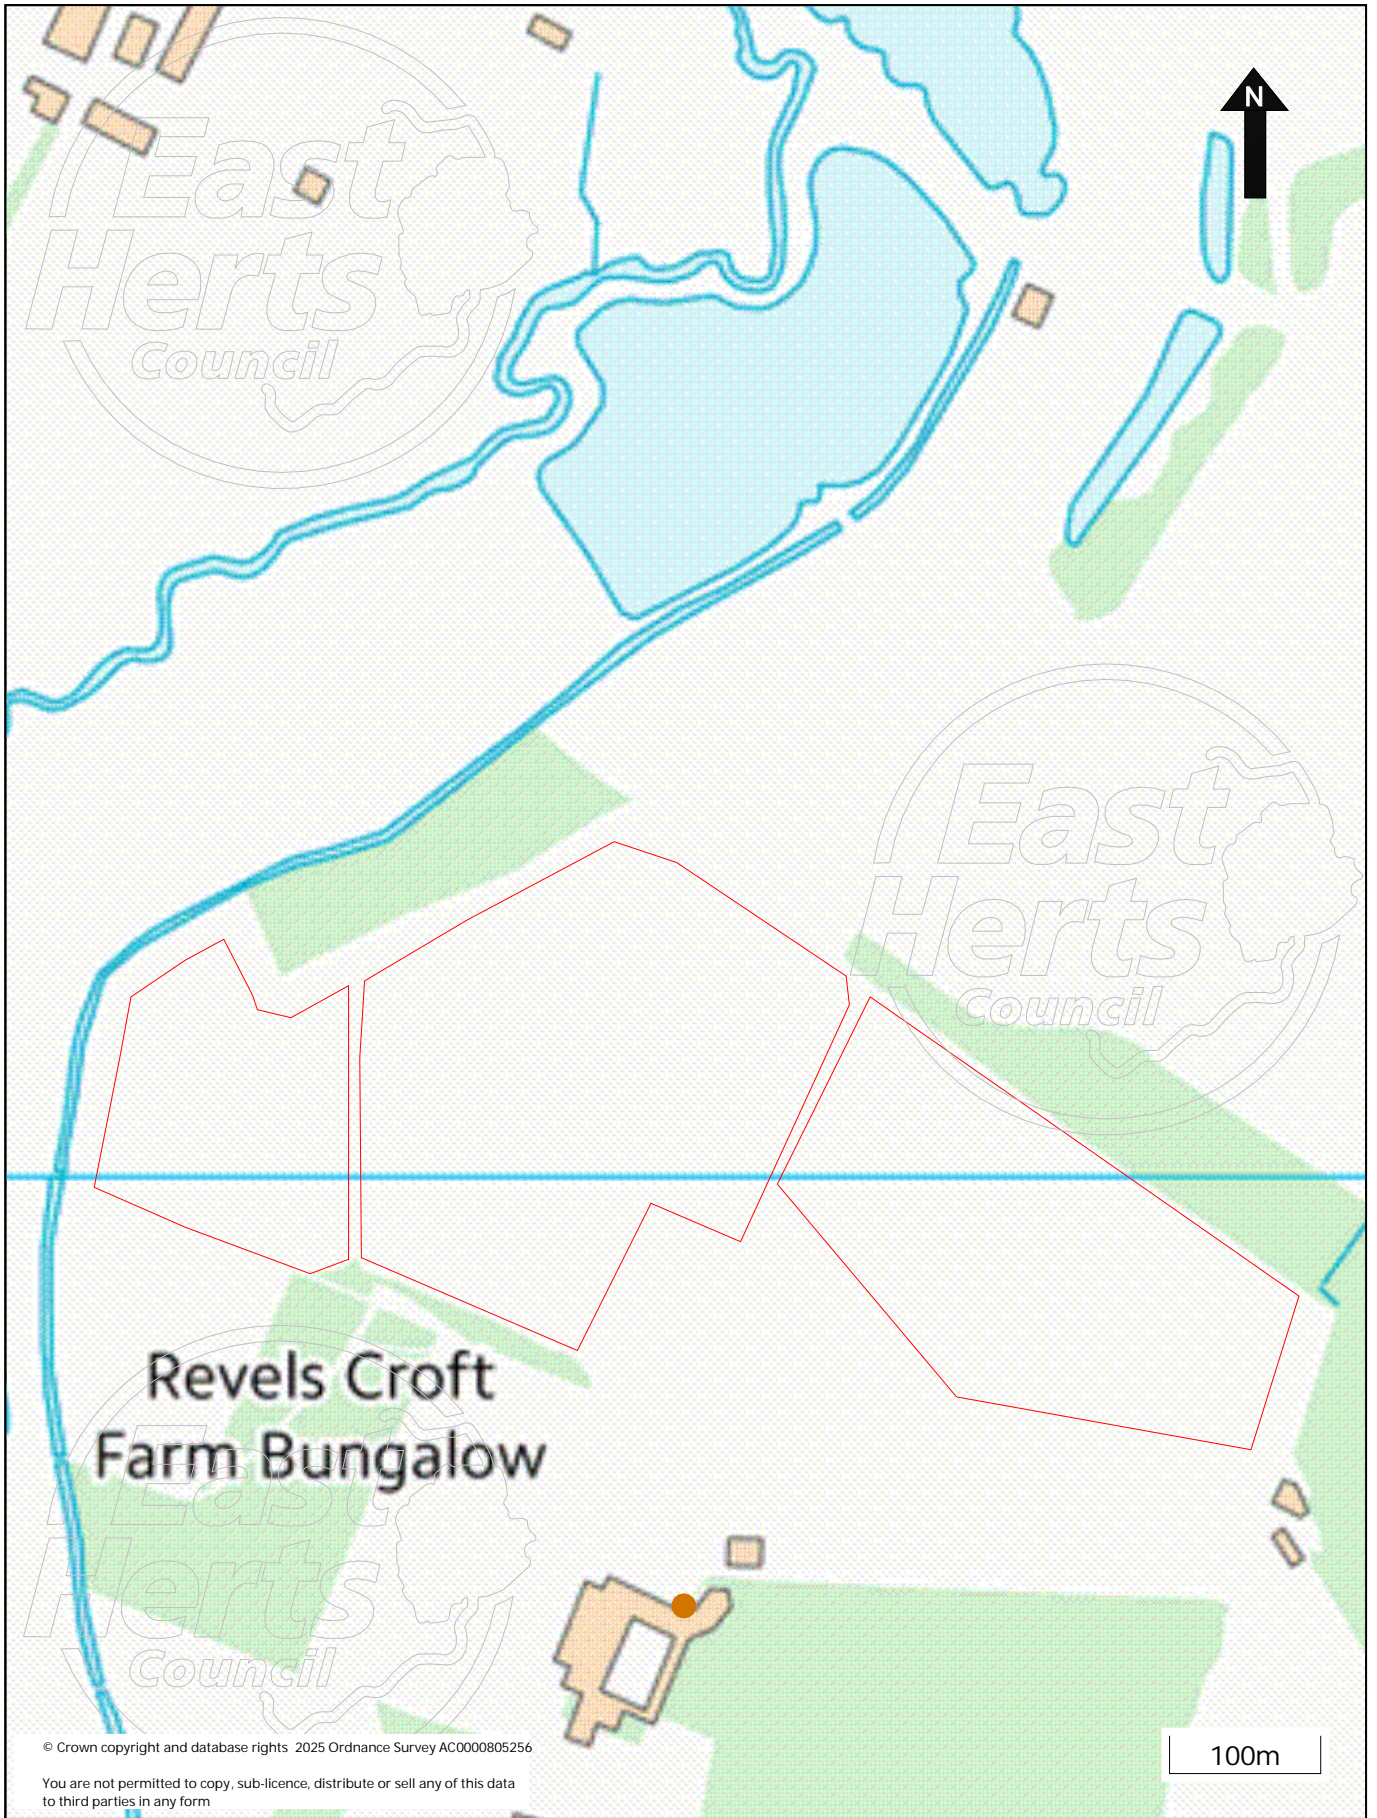 East
Herts
Council
N
East
Herts
Council
Revels Croft
Farm Bungalow
East
Herts
Council
© Crown copyright and database rights 2025 Ordnance Survey AC0000805256
You are not permitted to copy, sub-licence, distribute or sell any of this data
to third parties in any form
100m